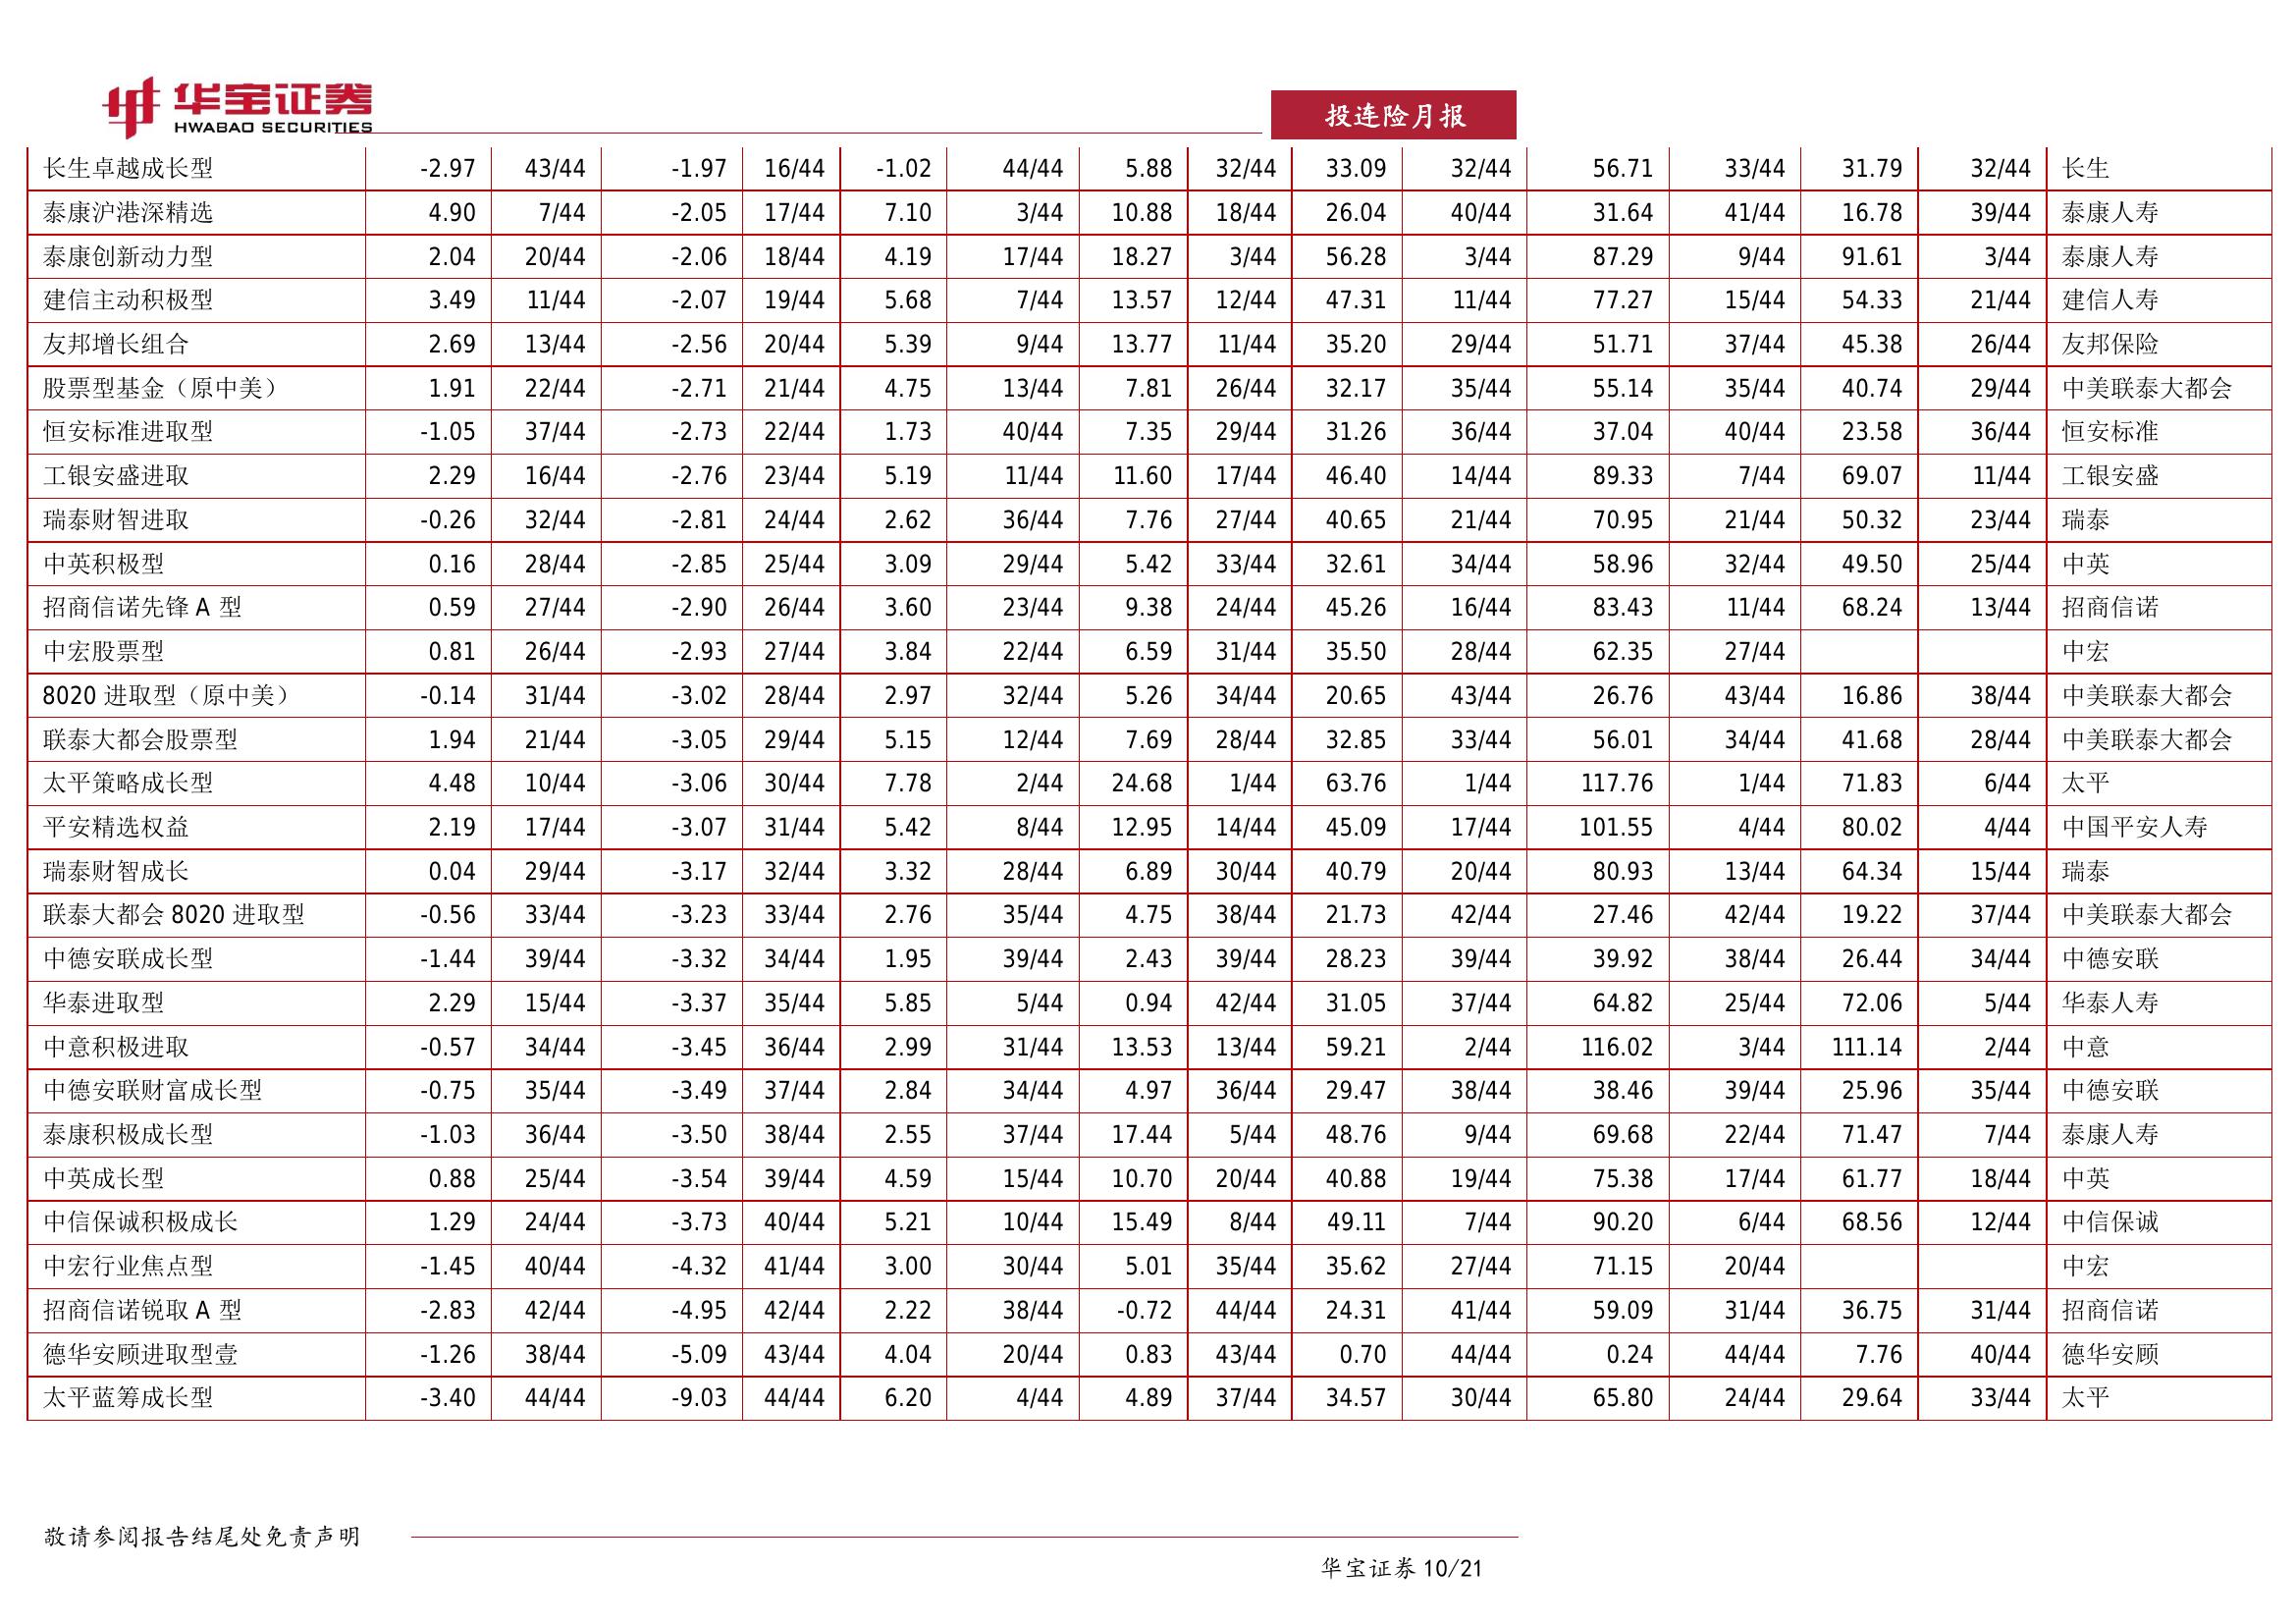 华宝证券
HWABAO SECURITIES
投连险月报
长生卓越成长型 -2.97 43/44 -1.97 16/44 -1.02 44/44 5.88 32/44 33.09 32/44 56.71 33/44 31.79 32/44 长生
泰康沪港深精选 4.90 7/44 -2.05 17/44 7.10 3/44 10.88 18/44 26.04 40/44 31.64 41/44 16.78 39/44 泰康人寿
泰康创新动力型 2.04 20/44 -2.06 18/44 4.19 17/44 18.27 3/44 56.28 3/44 87.29 9/44 91.61 3/44 泰康人寿
建信主动积极型 3.49 11/44 -2.07 19/44 5.68 7/44 13.57 12/44 47.31 11/44 77.27 15/44 54.33 21/44 建信人寿
友邦增长组合 2.69 13/44 -2.56 20/44 5.39 9/44 13.77 11/44 35.20 29/44 51.71 37/44 45.38 26/44 友邦保险
股票型基金（原中美） 1.91 22/44 -2.71 21/44 4.75 13/44 7.81 26/44 32.17 35/44 55.14 35/44 40.74 29/44 中美联泰大都会
恒安标准进取型 -1.05 37/44 -2.73 22/44 1.73 40/44 7.35 29/44 31.26 36/44 37.04 40/44 23.58 36/44 恒安标准
工银安盛进取 2.29 16/44 -2.76 23/44 5.19 11/44 11.60 17/44 46.40 14/44 89.33 7/44 69.07 11/44 工银安盛
瑞泰财智进取 -0.26 32/44 -2.81 24/44 2.62 36/44 7.76 27/44 40.65 21/44 70.95 21/44 50.32 23/44 瑞泰
中英积极型 0.16 28/44 -2.85 25/44 3.09 29/44 5.42 33/44 32.61 34/44 58.96 32/44 49.50 25/44 中英
招商信诺先锋 A 型 0.59 27/44 -2.90 26/44 3.60 23/44 9.38 24/44 45.26 16/44 83.43 11/44 68.24 13/44 招商信诺
中宏股票型 0.81 26/44 -2.93 27/44 3.84 22/44 6.59 31/44 35.50 28/44 62.35 27/44 中宏
8020 进取型（原中美） -0.14 31/44 -3.02 28/44 2.97 32/44 5.26 34/44 20.65 43/44 26.76 43/44 16.86 38/44 中美联泰大都会
联泰大都会股票型 1.94 21/44 -3.05 29/44 5.15 12/44 7.69 28/44 32.85 33/44 56.01 34/44 41.68 28/44 中美联泰大都会
太平策略成长型 4.48 10/44 -3.06 30/44 7.78 2/44 24.68 1/44 63.76 1/44 117.76 1/44 71.83 6/44 太平
平安精选权益 2.19 17/44 -3.07 31/44 5.42 8/44 12.95 14/44 45.09 17/44 101.55 4/44 80.02 4/44 中国平安人寿
瑞泰财智成长 0.04 29/44 -3.17 32/44 3.32 28/44 6.89 30/44 40.79 20/44 80.93 13/44 64.34 15/44 瑞泰
联泰大都会 8020 进取型 -0.56 33/44 -3.23 33/44 2.76 35/44 4.75 38/44 21.73 42/44 27.46 42/44 19.22 37/44 中美联泰大都会
中德安联成长型 -1.44 39/44 -3.32 34/44 1.95 39/44 2.43 39/44 28.23 39/44 39.92 38/44 26.44 34/44 中德安联
华泰进取型 2.29 15/44 -3.37 35/44 5.85 5/44 0.94 42/44 31.05 37/44 64.82 25/44 72.06 5/44 华泰人寿
中意积极进取 -0.57 34/44 -3.45 36/44 2.99 31/44 13.53 13/44 59.21 2/44 116.02 3/44 111.14 2/44 中意
中德安联财富成长型 -0.75 35/44 -3.49 37/44 2.84 34/44 4.97 36/44 29.47 38/44 38.46 39/44 25.96 35/44 中德安联
泰康积极成长型 -1.03 36/44 -3.50 38/44 2.55 37/44 17.44 5/44 48.76 9/44 69.68 22/44 71.47 7/44 泰康人寿
中英成长型 0.88 25/44 -3.54 39/44 4.59 15/44 10.70 20/44 40.88 19/44 75.38 17/44 61.77 18/44 中英
中信保诚积极成长 1.29 24/44 -3.73 40/44 5.21 10/44 15.49 8/44 49.11 7/44 90.20 6/44 68.56 12/44 中信保诚
中宏行业焦点型 -1.45 40/44 -4.32 41/44 3.00 30/44 5.01 35/44 35.62 27/44 71.15 20/44 中宏
招商信诺锐取 A 型 -2.83 42/44 -4.95 42/44 2.22 38/44 -0.72 44/44 24.31 41/44 59.09 31/44 36.75 31/44 招商信诺
德华安顾进取型壹 -1.26 38/44 -5.09 43/44 4.04 20/44 0.83 43/44 0.70 44/44 0.24 44/44 7.76 40/44 德华安顾
太平蓝筹成长型 -3.40 44/44 -9.03 44/44 6.20 4/44 4.89 37/44 34.57 30/44 65.80 24/44 29.64 33/44 太平
敬请参阅报告结尾处免责声明
华宝证券 10/21